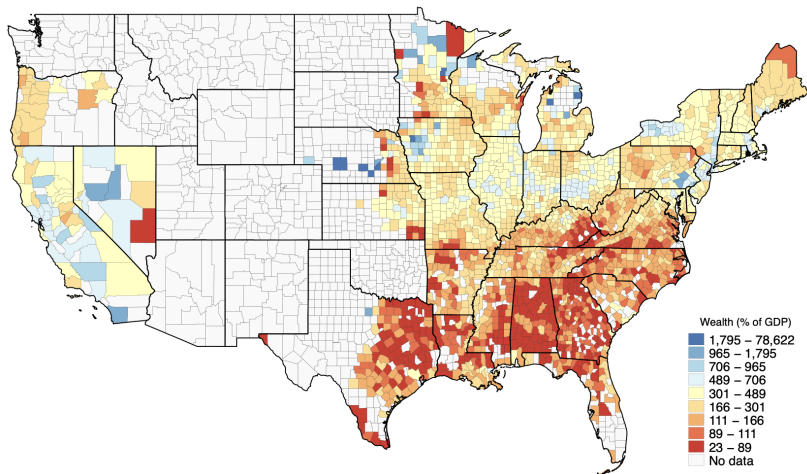 Wealth (% of GDP)
1,795 – 78,622
965 – 1,795
706 – 965
489 – 706
301 – 489
166 – 301
111 – 166
89 – 111
23 – 89
No data